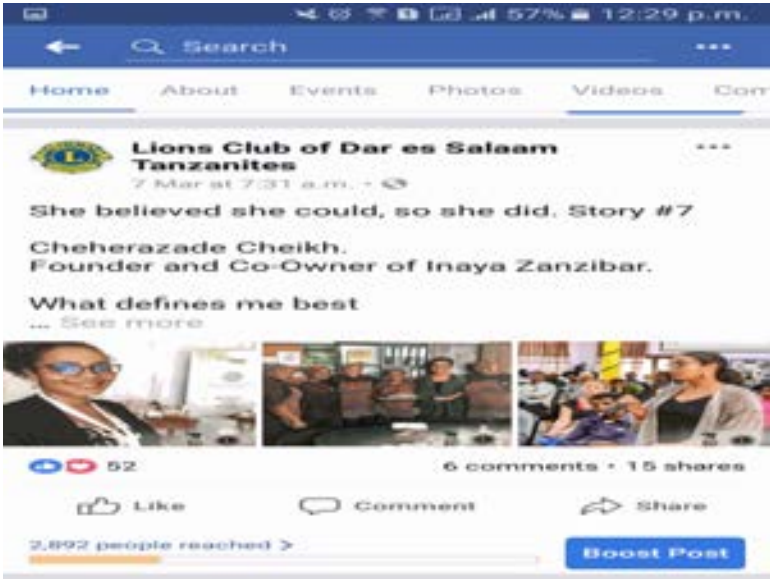 57% 12:29 p.m.
Search
Home About Events Photos Videos Com
Lions Club of Dar es Salaam
Tanzanites
7 Mar at 7:31 a.m. •
She believed she could, so she did. Story #7
Cheherazade Cheikh.
Founder and Co-Owner of Inaya Zanzibar.
What defines me best
... See more
52 6 comments • 15 shares
Like Comment Share
2,892 people reached >
Boost Post